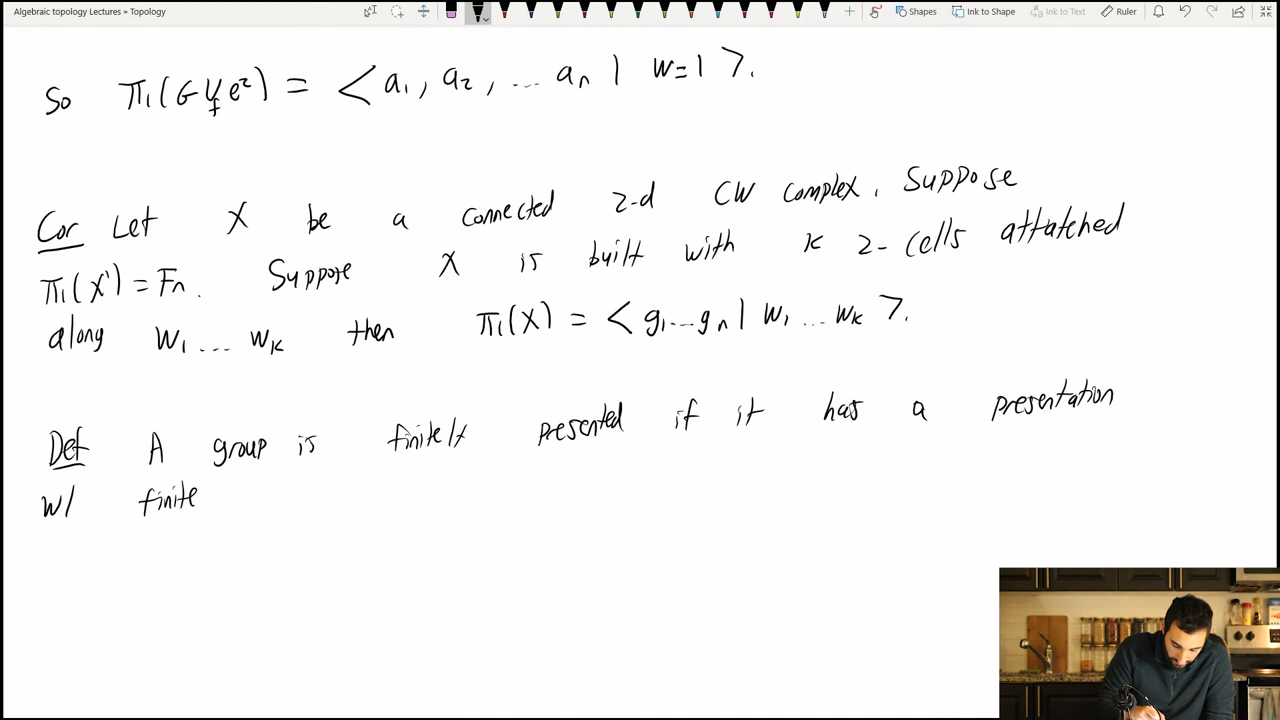 Algebraic topology Lectures » Topology
Shapes Ink to Shape Ink to Text Ruler
So π₁(G ∪_f e²) = < a₁, a₂, ... aₙ | w=1 >.
Cor Let X be a connected 2-d CW complex. Suppose
π₁(X¹) = Fₙ. Suppose X is built with k 2-cells attatched
along w₁ ... wₖ then π₁(X) = < g₁...gₙ | w₁ ... wₖ >.
Def A group is finitely presented if it has a presentation
w/ finite